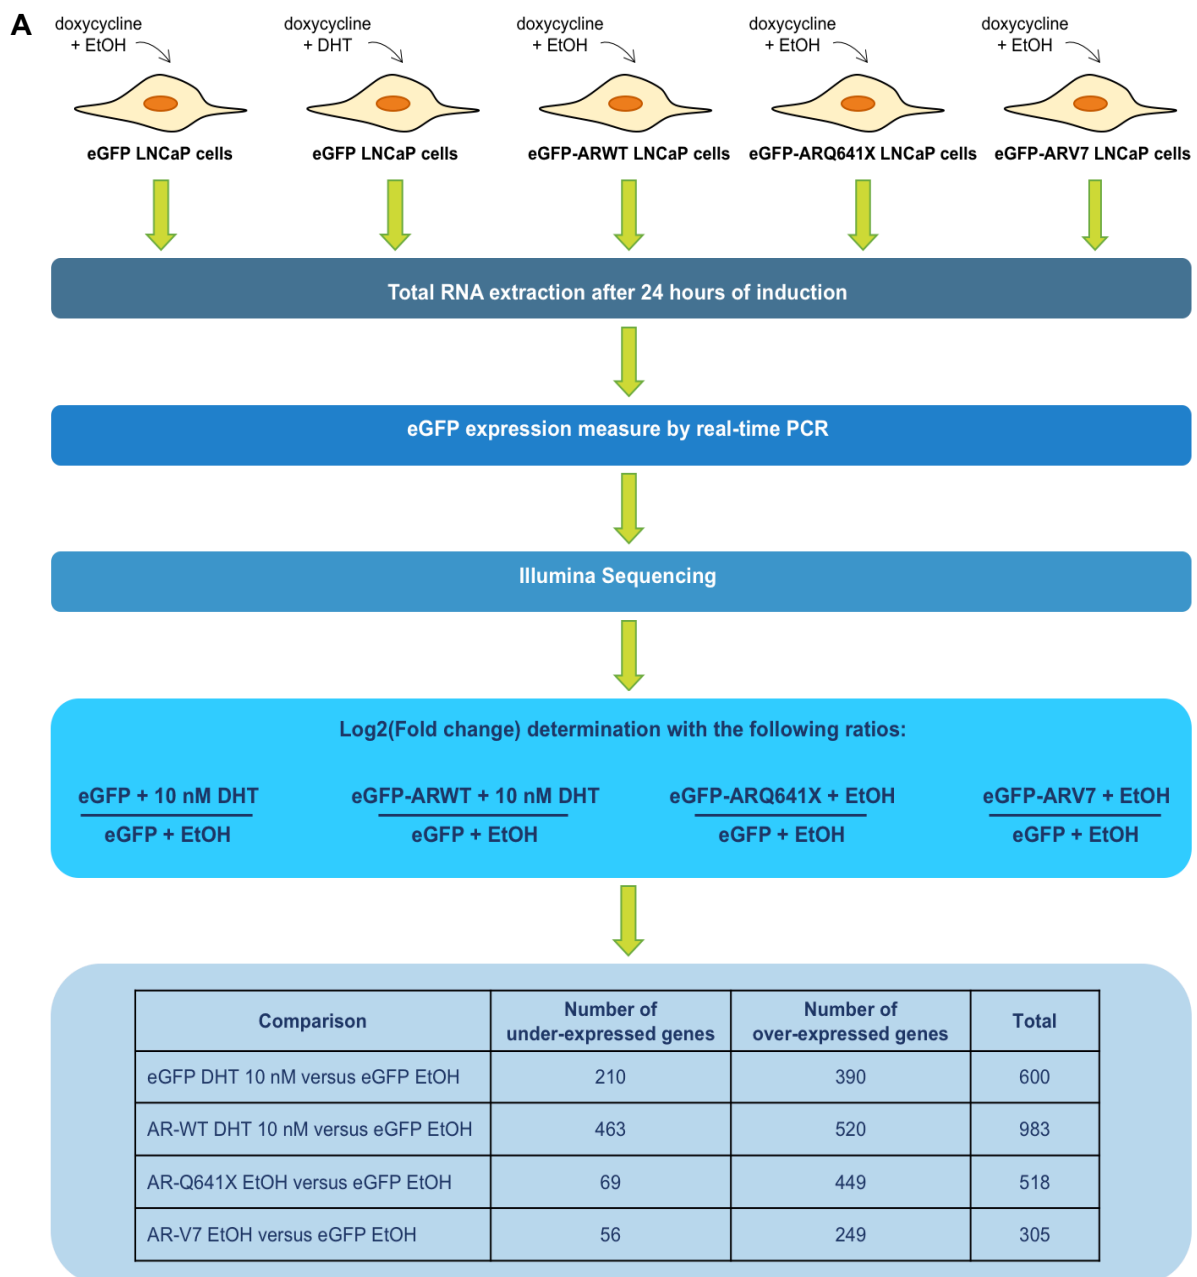 A
doxycycline
+ EtOH
doxycycline
+ DHT
doxycycline
+ EtOH
doxycycline
+ EtOH
doxycycline
+ EtOH
eGFP LNCaP cells
eGFP LNCaP cells
eGFP-ARWT LNCaP cells
eGFP-ARQ641X LNCaP cells
eGFP-ARV7 LNCaP cells
Total RNA extraction after 24 hours of induction
eGFP expression measure by real-time PCR
Illumina Sequencing
Log2(Fold change) determination with the following ratios:
eGFP + 10 nM DHT
eGFP + EtOH
eGFP-ARWT + 10 nM DHT
eGFP + EtOH
eGFP-ARQ641X + EtOH
eGFP + EtOH
eGFP-ARV7 + EtOH
eGFP + EtOH
Comparison
Number of
under-expressed genes
Number of
over-expressed genes
Total
eGFP DHT 10 nM versus eGFP EtOH 210 390 600
AR-WT DHT 10 nM versus eGFP EtOH 463 520 983
AR-Q641X EtOH versus eGFP EtOH 69 449 518
AR-V7 EtOH versus eGFP EtOH 56 249 305